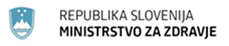 REPUBLIKA SLOVENIJA
MINISTRSTVO ZA ZDRAVJE